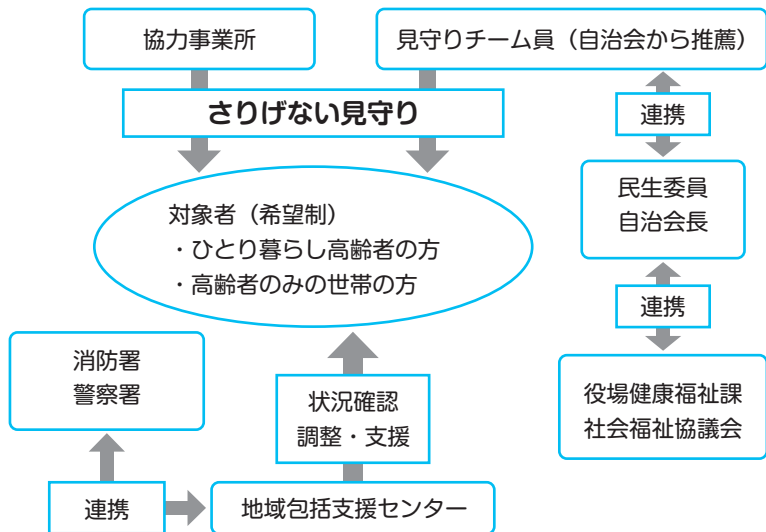 協力事業所
見守りチーム員（自治会から推薦）
さりげない見守り
連携
民生委員
自治会長
対象者（希望制）
・ひとり暮らし高齢者の方
・高齢者のみの世帯の方
連携
消防署
警察署
状況確認
調整・支援
役場健康福祉課
社会福祉協議会
連携
地域包括支援センター